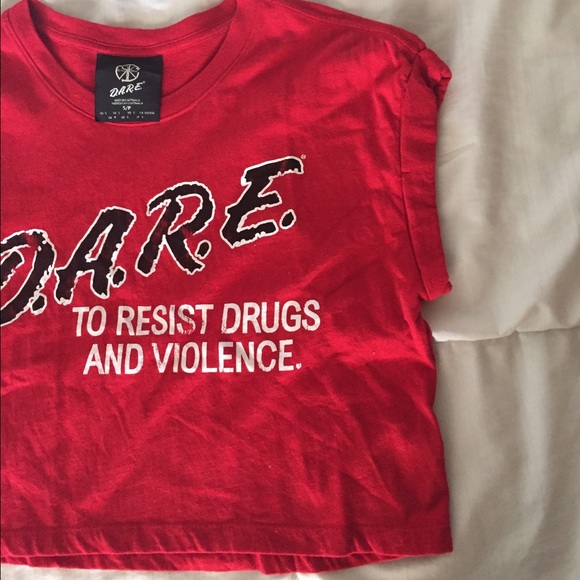 D.A.R.E
S/P
D.A.R.E.®
TO RESIST DRUGS
AND VIOLENCE.